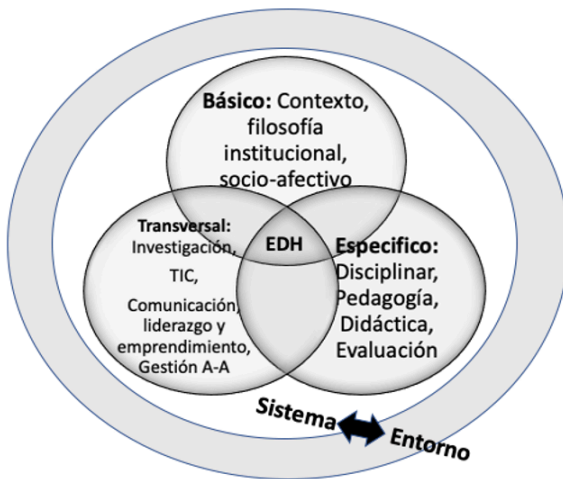 Básico: Contexto,
filosofía
institucional,
socio-afectivo
Transversal:
Investigación,
TIC,
Comunicación,
liderazgo y
emprendimiento,
Gestión A-A
EDH
Especifico:
Disciplinar,
Pedagogía,
Didáctica,
Evaluación
Sistema
Entorno